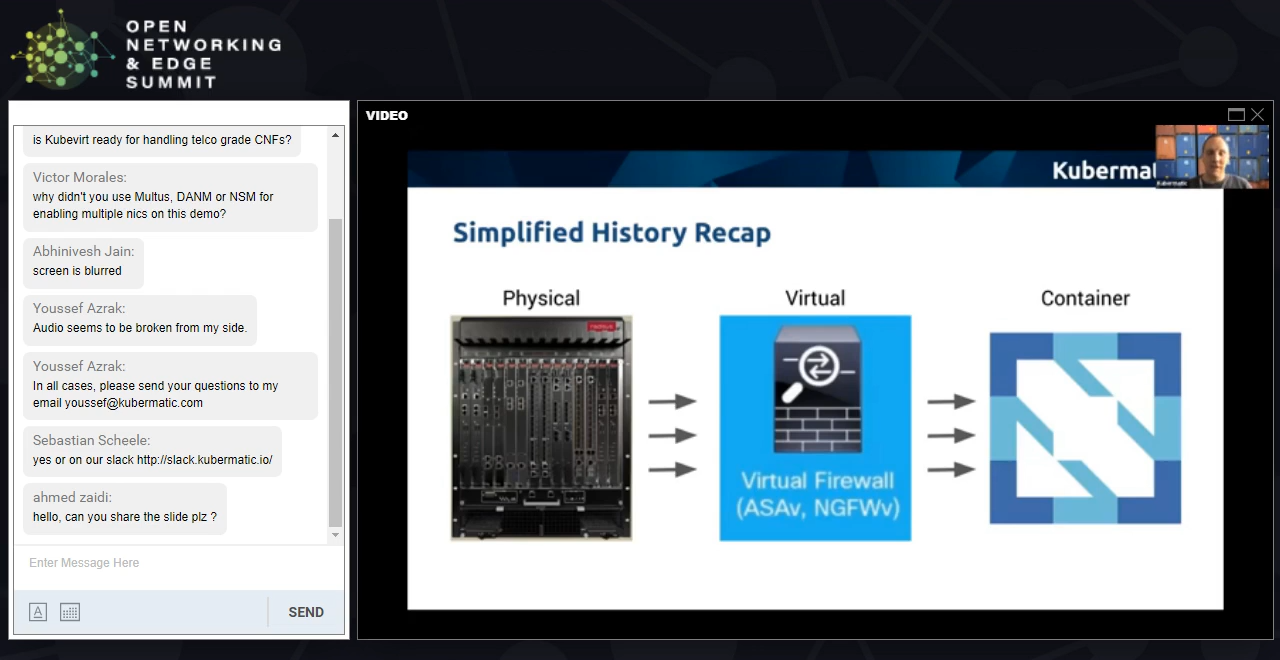 OPEN
NETWORKING
& EDGE
SUMMIT
is Kubevirt ready for handling telco grade CNFs?
Victor Morales:
why didn't you use Multus, DANM or NSM for
enabling multiple nics on this demo?
Abhinivesh Jain:
screen is blurred
Youssef Azrak:
Audio seems to be broken from my side.
Youssef Azrak:
In all cases, please send your questions to my
email youssef@kubermatic.com
Sebastian Scheele:
yes or on our slack http://slack.kubermatic.io/
ahmed zaidi:
hello, can you share the slide plz ?
Enter Message Here
A
SEND
VIDEO
Kubermat
Kubermatic
Simplified History Recap
Physical
Virtual
Container
radisys
Virtual Firewall
(ASAv, NGFWv)